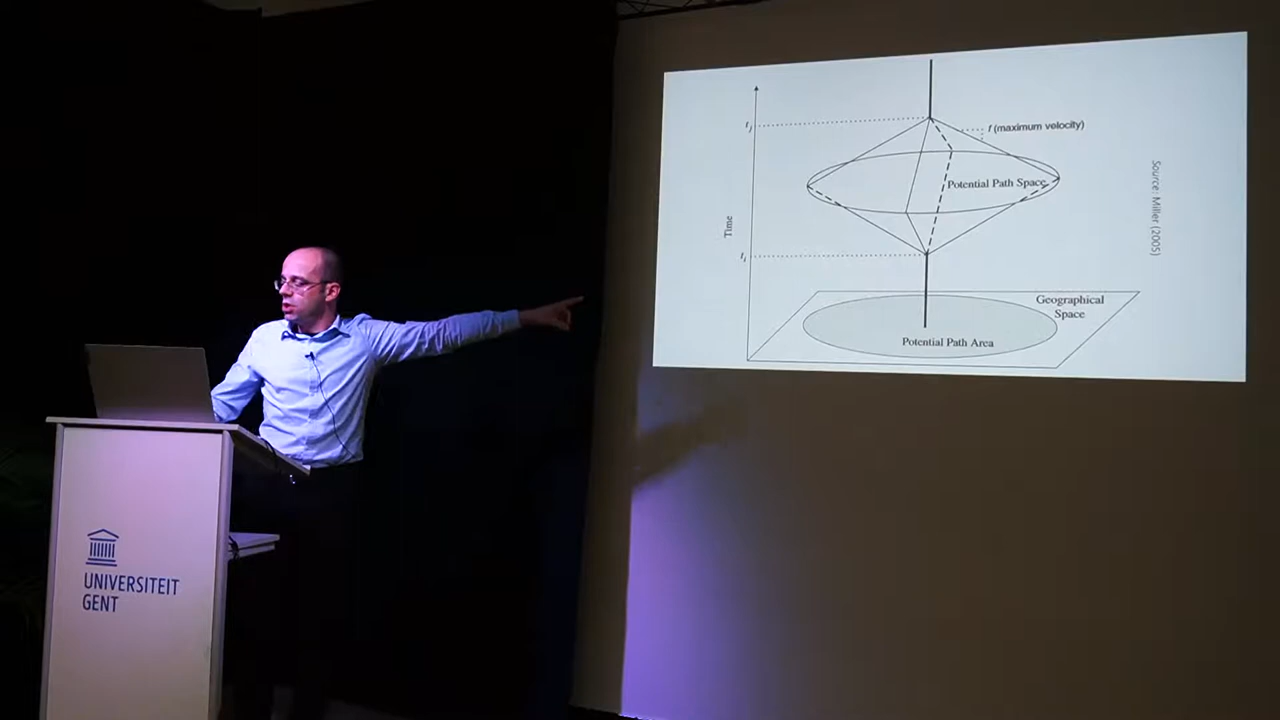 t_j
f (maximum velocity)
Potential Path Space
Source: Miller (2005)
Time
t_i
Geographical
Space
Potential Path Area
UNIVERSITEIT
GENT